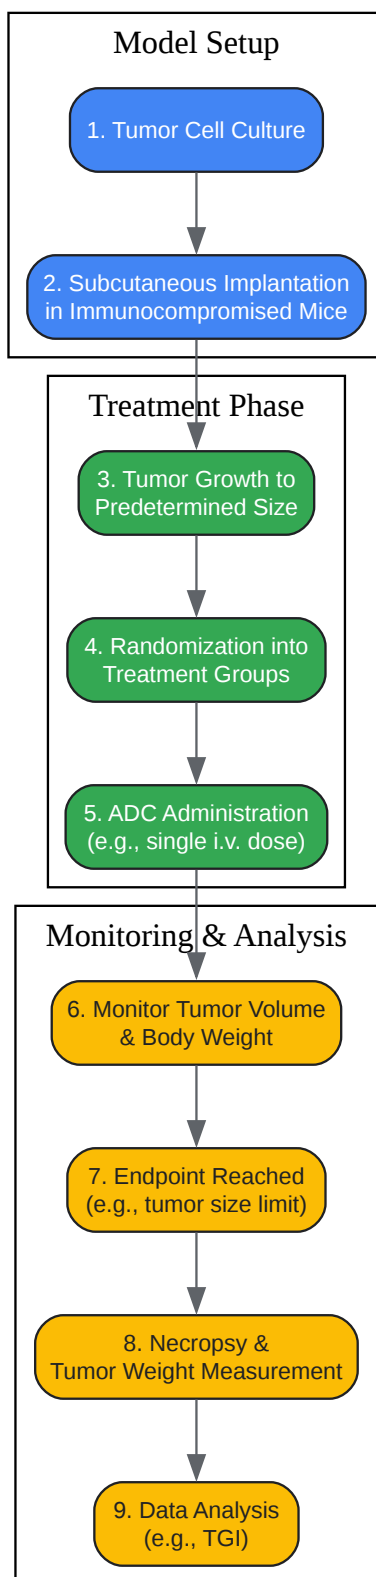 Model Setup
1. Tumor Cell Culture
2. Subcutaneous Implantation
in Immunocompromised Mice
Treatment Phase
3. Tumor Growth to
Predetermined Size
4. Randomization into
Treatment Groups
5. ADC Administration
(e.g., single i.v. dose)
Monitoring & Analysis
6. Monitor Tumor Volume
& Body Weight
7. Endpoint Reached
(e.g., tumor size limit)
8. Necropsy &
Tumor Weight Measurement
9. Data Analysis
(e.g., TGI)